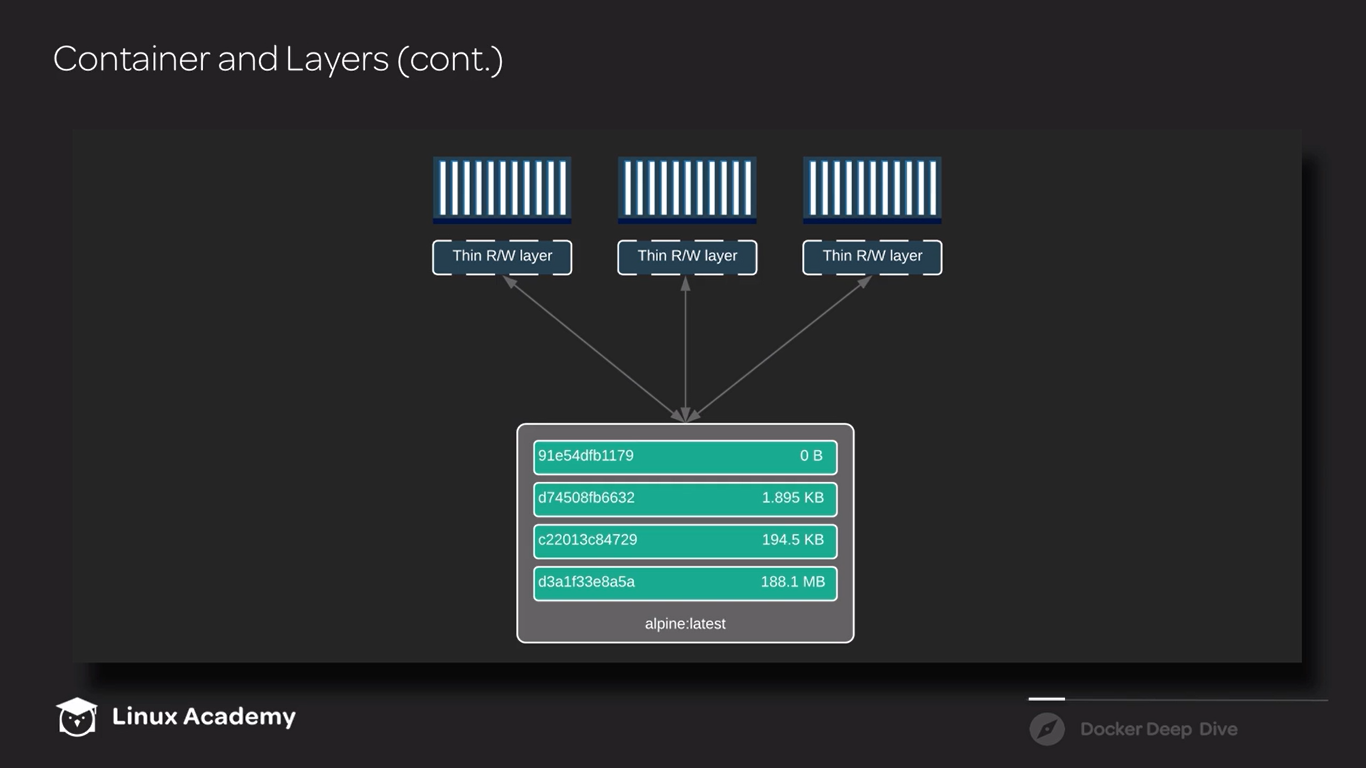 Container and Layers (cont.)
Thin R/W layer
Thin R/W layer
Thin R/W layer
91e54dfb1179 0 B
d74508fb6632 1.895 KB
c22013c84729 194.5 KB
d3a1f33e8a5a 188.1 MB
alpine:latest
Linux Academy
Docker Deep Dive